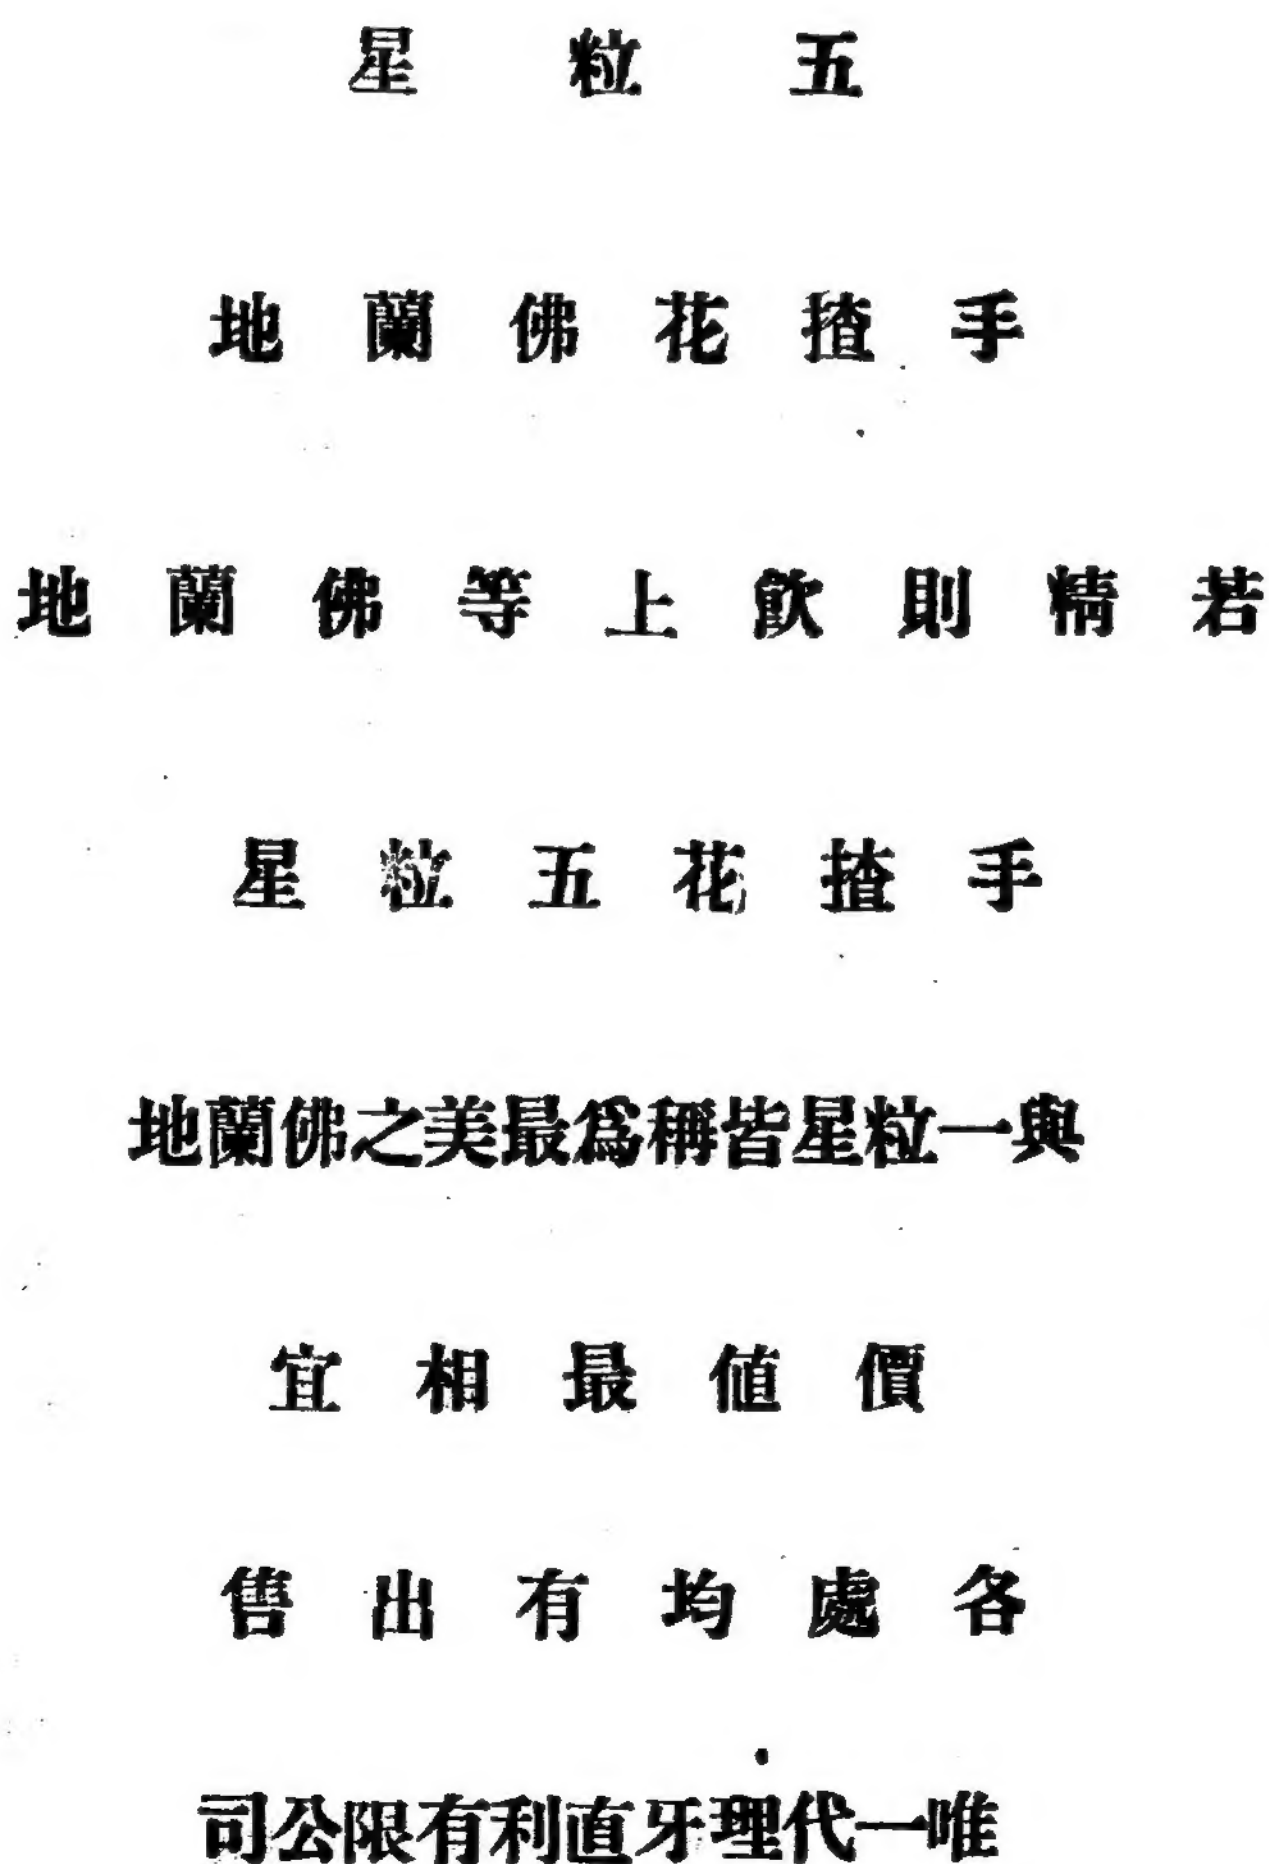 五粒星
手揸花佛蘭地
若精則飲上等佛蘭地
手揸花五粒星
與一粒星皆稱爲最美之佛蘭地
價值最相宜
各處均有出售
唯一代理牙直利有限公司